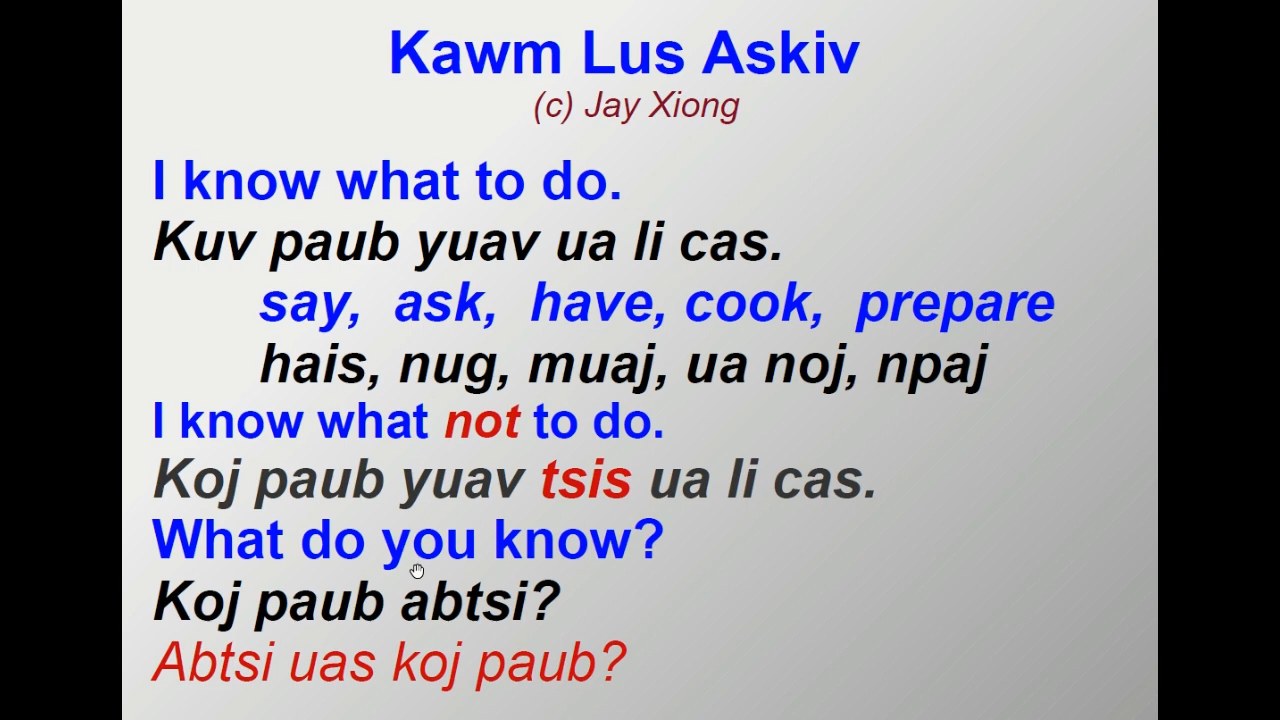 Kawm Lus Askiv
(c) Jay Xiong
I know what to do.
Kuv paub yuav ua li cas.
say, ask, have, cook, prepare
hais, nug, muaj, ua noj, npaj
I know what not to do.
Koj paub yuav tsis ua li cas.
What do you know?
Koj paub abtsi?
Abtsi uas koj paub?